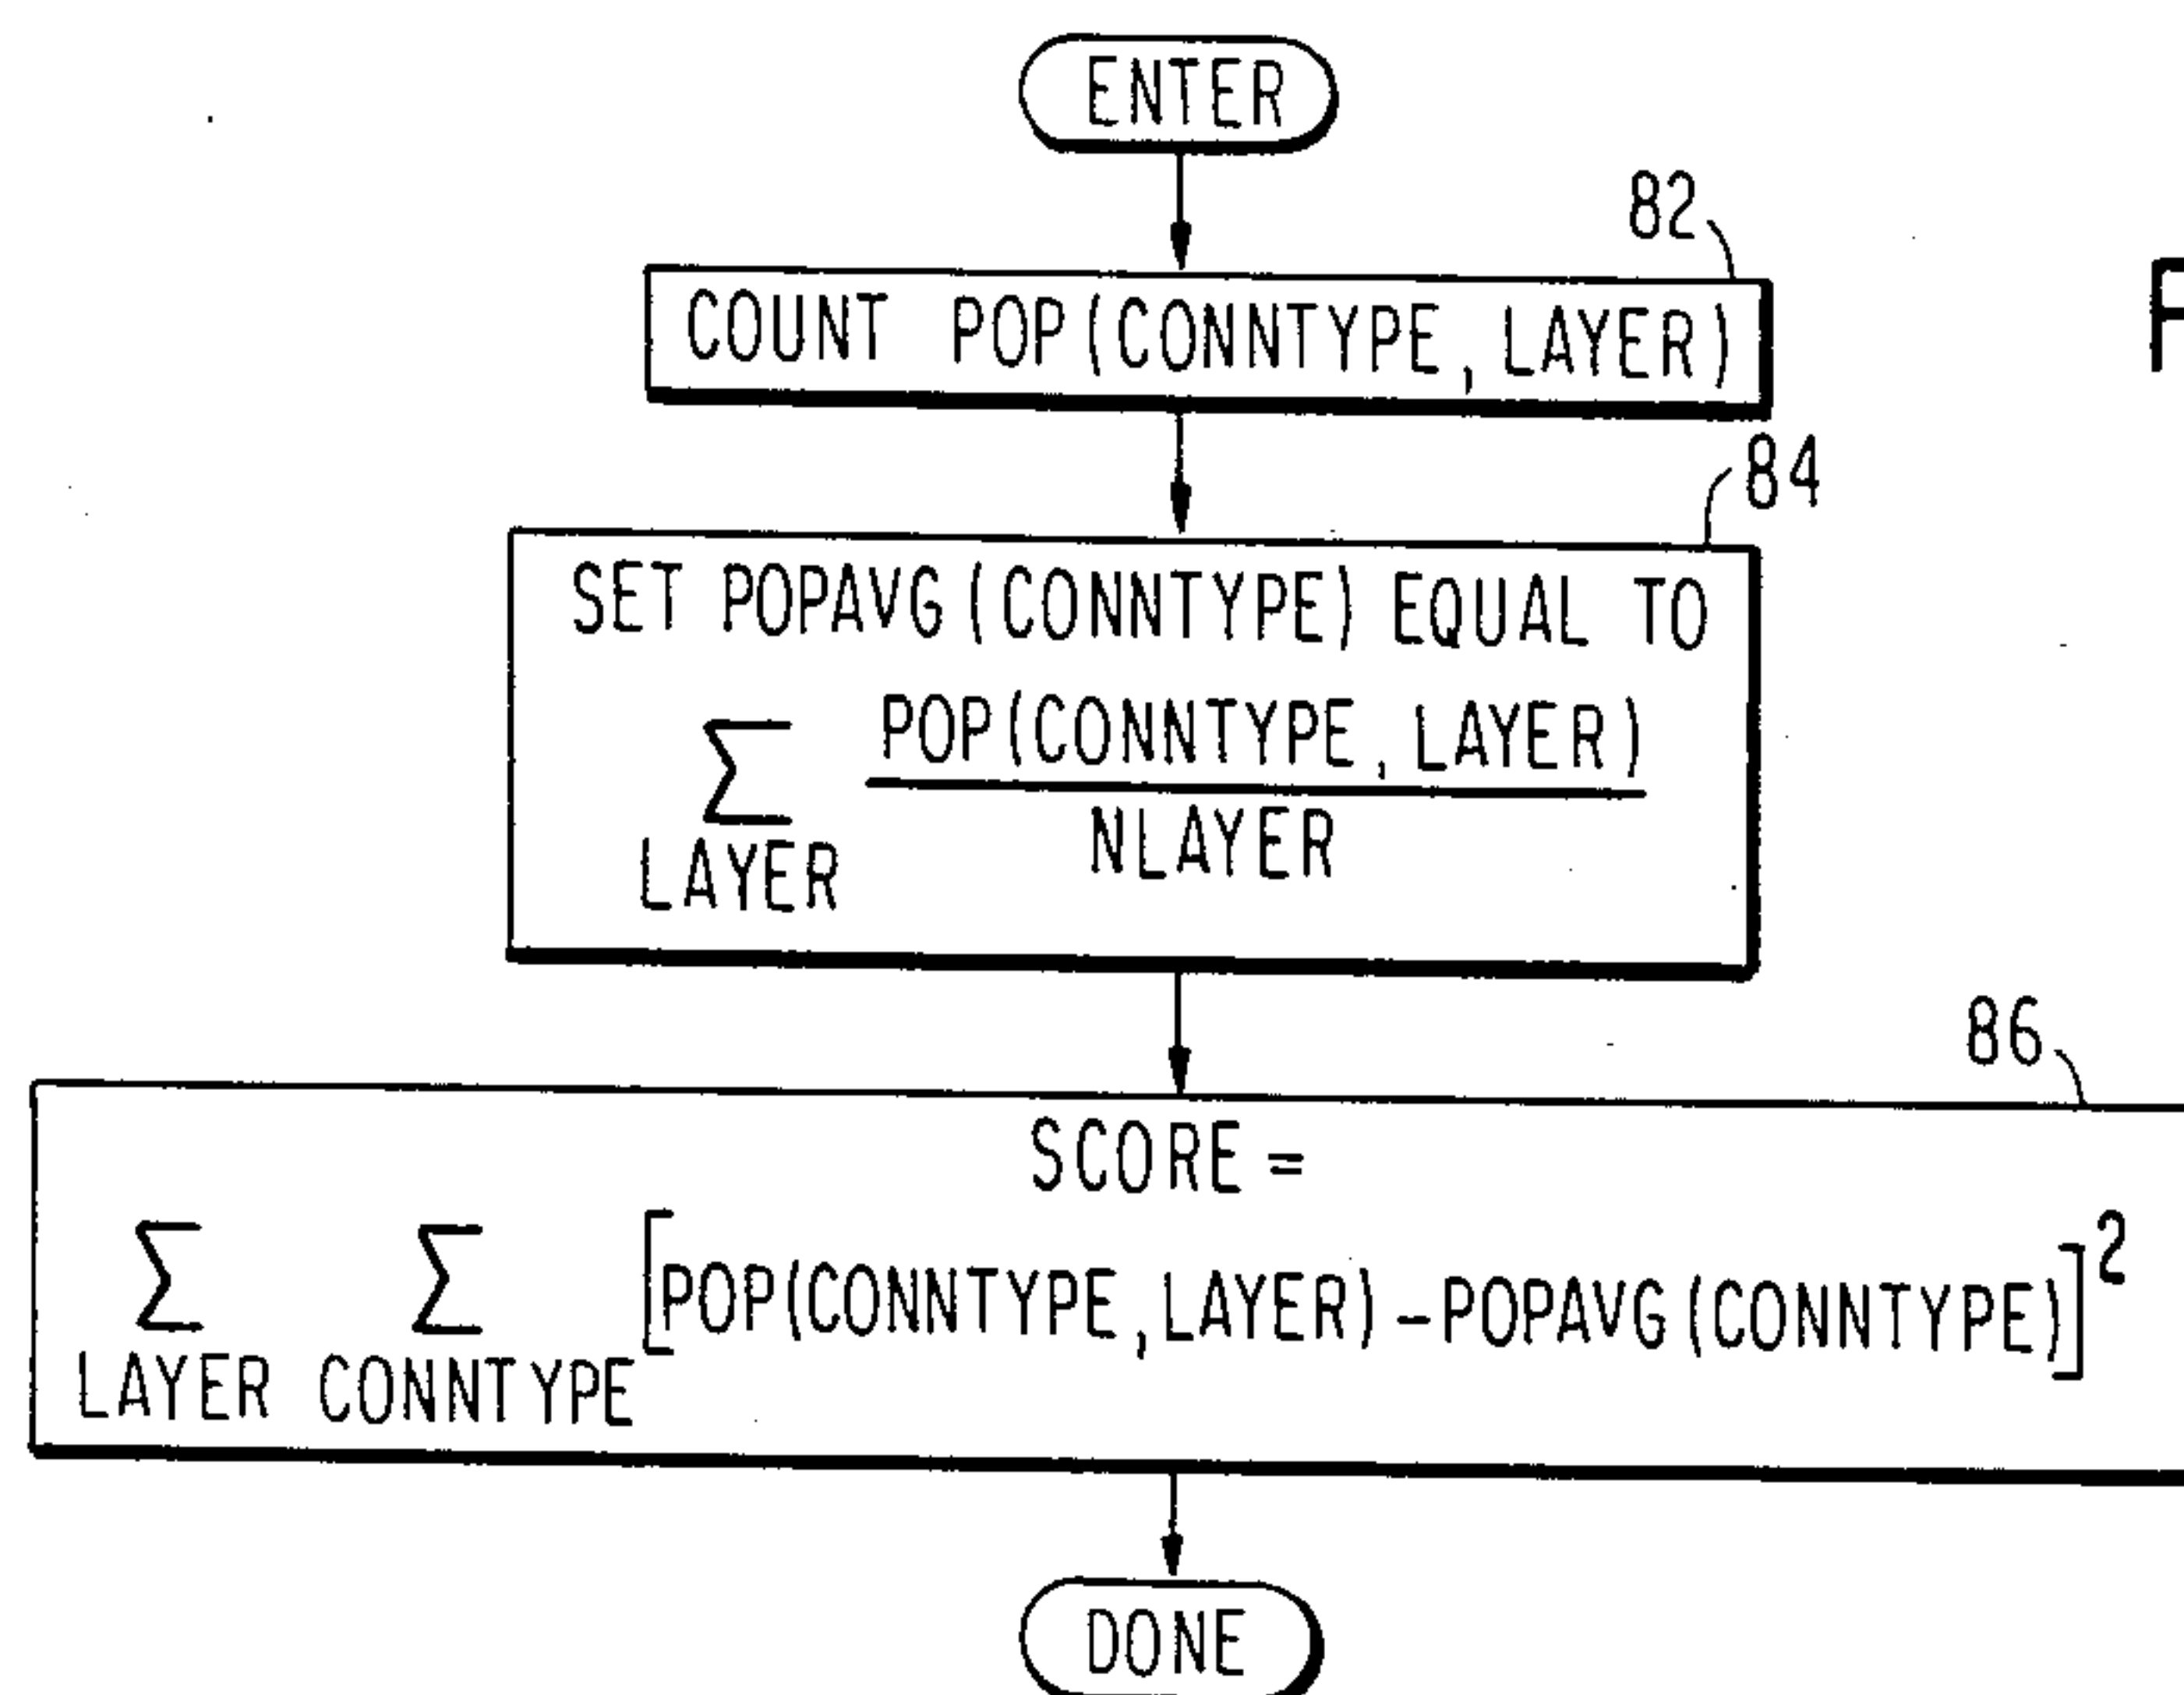 ENTER
82
COUNT POP(CONNTYPE, LAYER)
84
SET POPAVG(CONNTYPE) EQUAL TO
∑ POP(CONNTYPE, LAYER)
NLAYER
LAYER
86
SCORE =
∑ ∑ [POP(CONNTYPE, LAYER) – POPAVG(CONNTYPE)]²
LAYER CONNTYPE
DONE